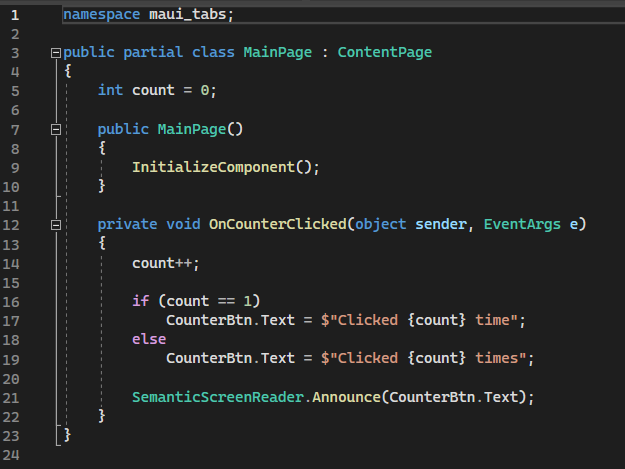 1 namespace maui_tabs;
2
3 public partial class MainPage : ContentPage
4 {
5     int count = 0;
6
7     public MainPage()
8     {
9         InitializeComponent();
10     }
11
12     private void OnCounterClicked(object sender, EventArgs e)
13     {
14         count++;
15
16         if (count == 1)
17             CounterBtn.Text = $"Clicked {count} time";
18         else
19             CounterBtn.Text = $"Clicked {count} times";
20
21         SemanticScreenReader.Announce(CounterBtn.Text);
22     }
23 }
24